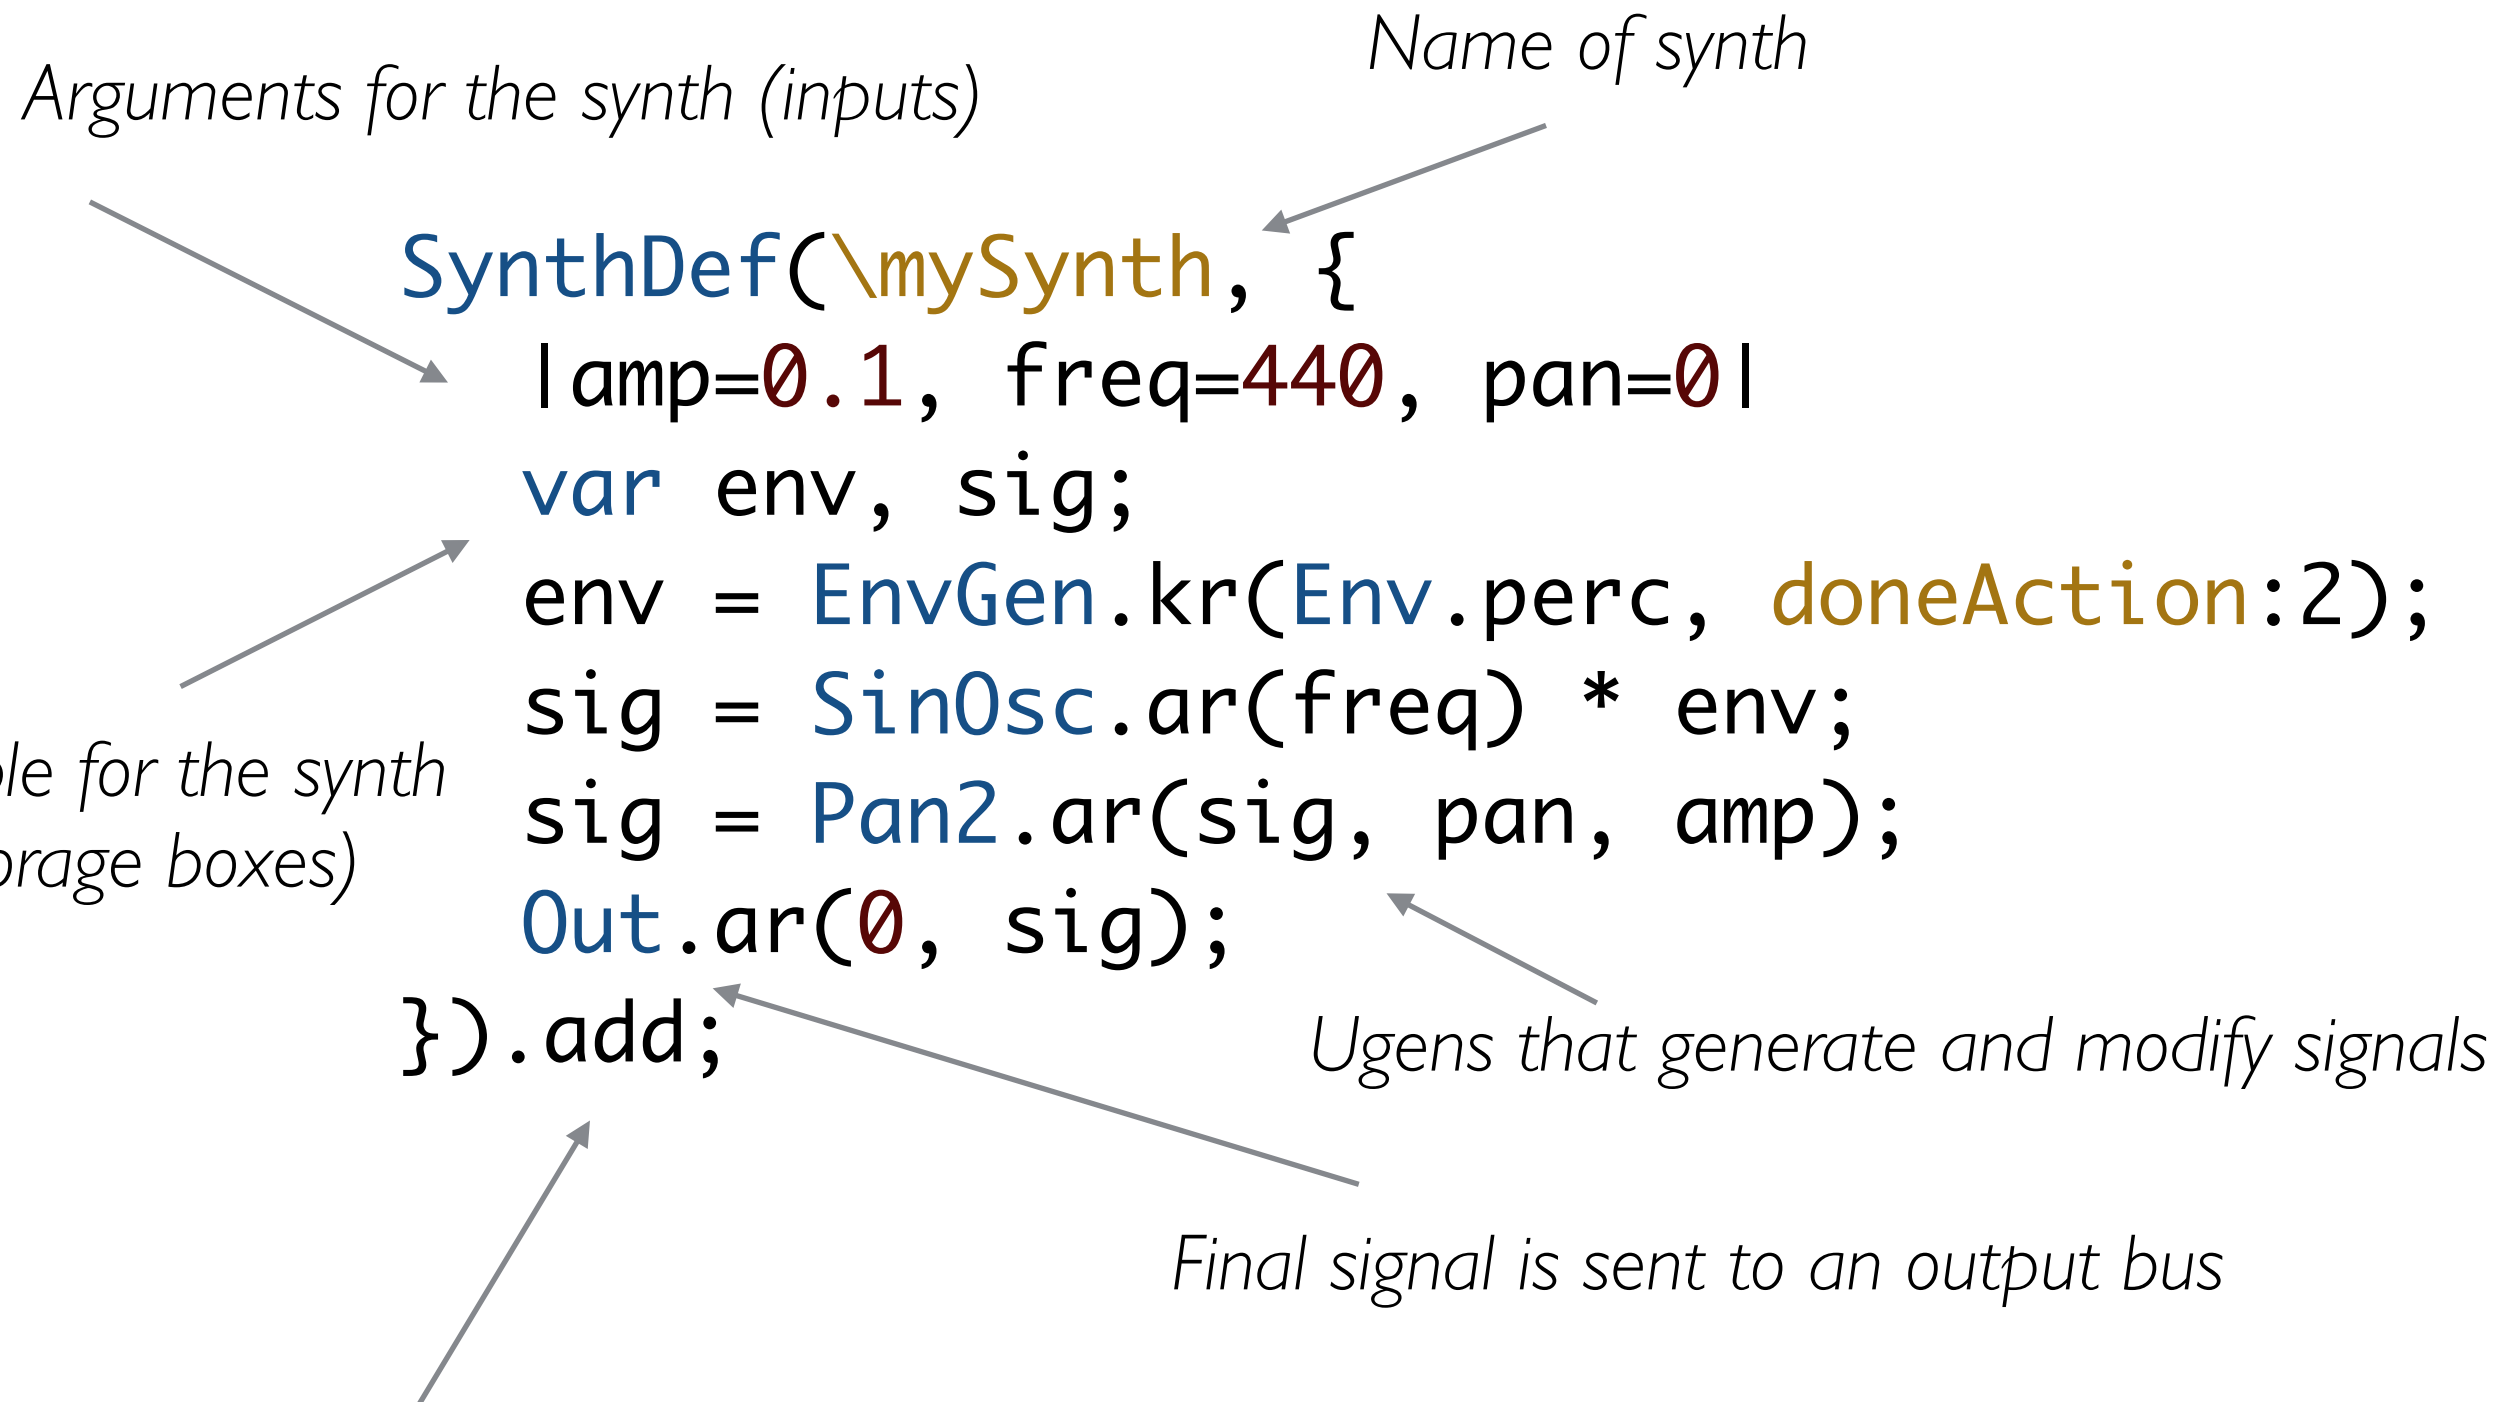 Name of synth
Arguments for the synth (inputs)
SynthDef(\mySynth, {
|amp=0.1, freq=440, pan=0|
var env, sig;
env = EnvGen.kr(Env.perc, doneAction:2);
sig = SinOsc.ar(freq) * env;
for the synth
sig = Pan2.ar(sig, pan, amp);
boxes)
Out.ar(0, sig);
}).add;
Ugens that generate and modify signals
Final signal is sent to an output bus